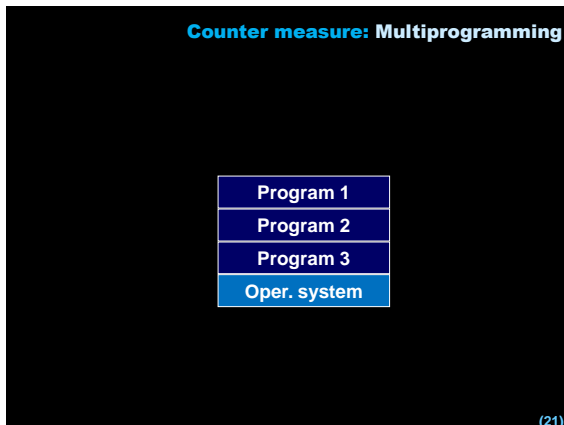 Counter measure: Multiprogramming
Program 1
Program 2
Program 3
Oper. system
(21)